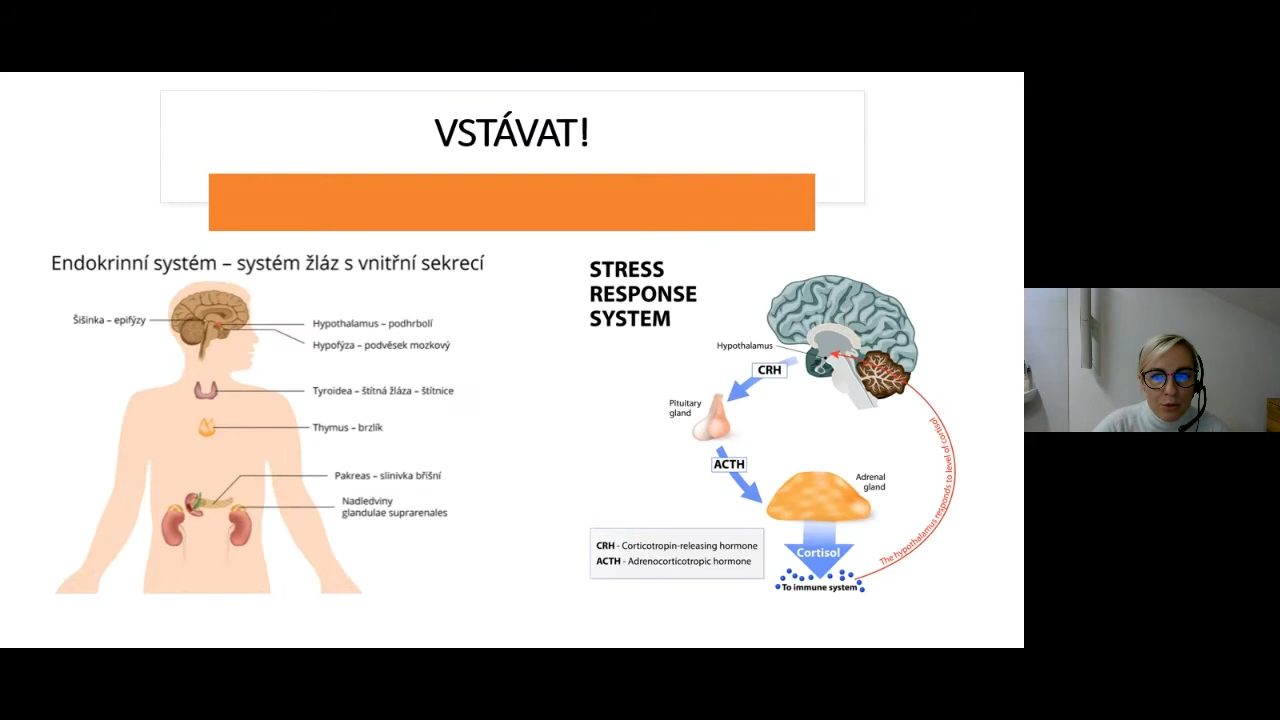 VSTÁVAT!
Endokrinní systém – systém žláz s vnitřní sekrecí
Šišinka – epifýzy
Hypothalamus – podhrbolí
Hypofýza – podvěsek mozkový
Tyroidea – štítná žláza – štítnice
Thymus – brzlík
Pakreas – slinivka břišní
Nadledviny
glandulae suprarenales
STRESS
RESPONSE
SYSTEM
Hypothalamus
CRH
Pituitary
gland
ACTH
Adrenal
gland
The hypothalamus responds to level of cortisol
CRH - Corticotropin-releasing hormone
ACTH - Adrenocorticotropic hormone
Cortisol
To immune system